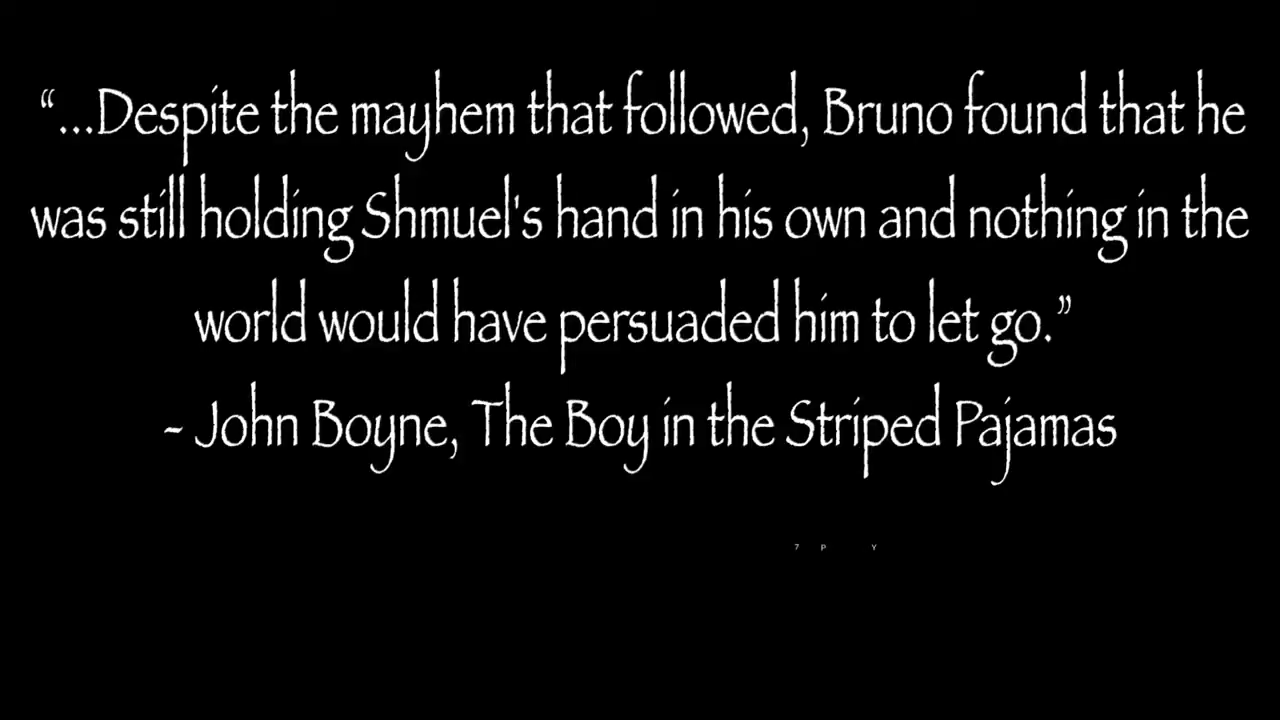 “...Despite the mayhem that followed, Bruno found that he
was still holding Shmuel's hand in his own and nothing in the
world would have persuaded him to let go.”
- John Boyne, The Boy in the Striped Pajamas
7 P Y